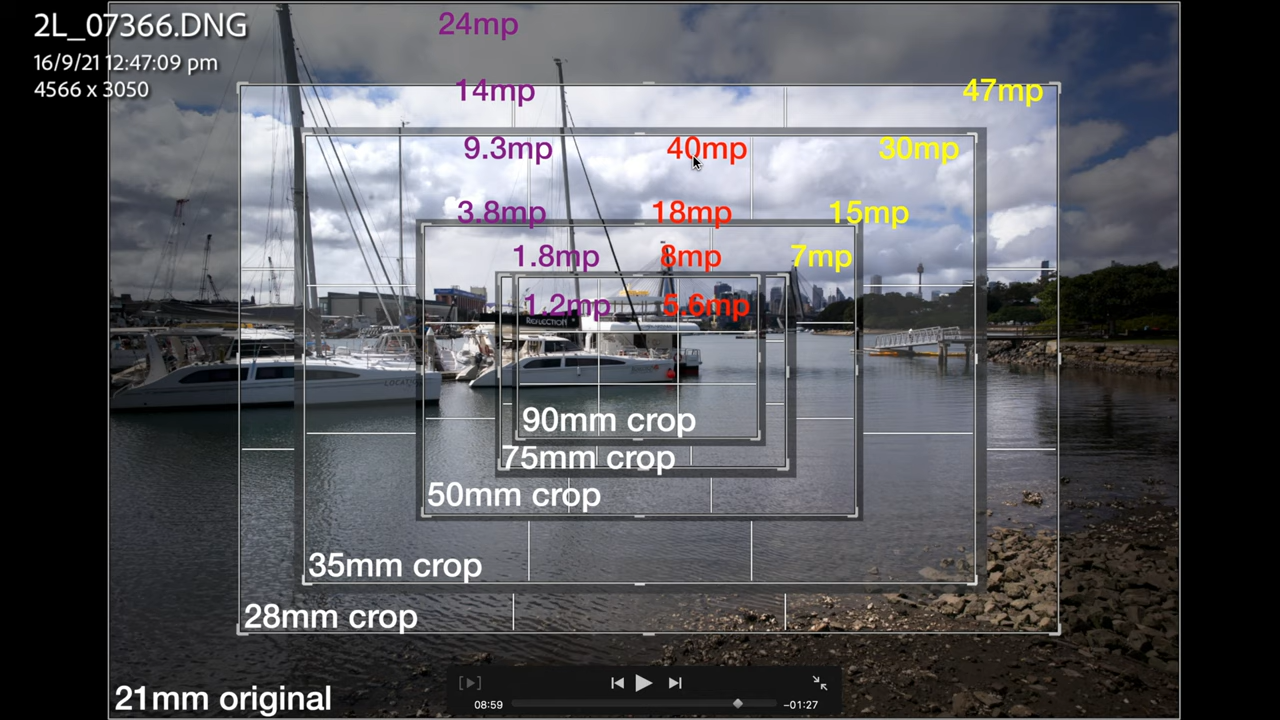 2L_07366.DNG
16/9/21 12:47:09 pm
4566 x 3050
24mp
14mp
47mp
9.3mp
40mp
30mp
3.8mp
18mp
15mp
1.8mp
8mp
7mp
1.2mp
5.6mp
REFLECTION
90mm crop
75mm crop
50mm crop
35mm crop
28mm crop
21mm original
08:59
−01:27